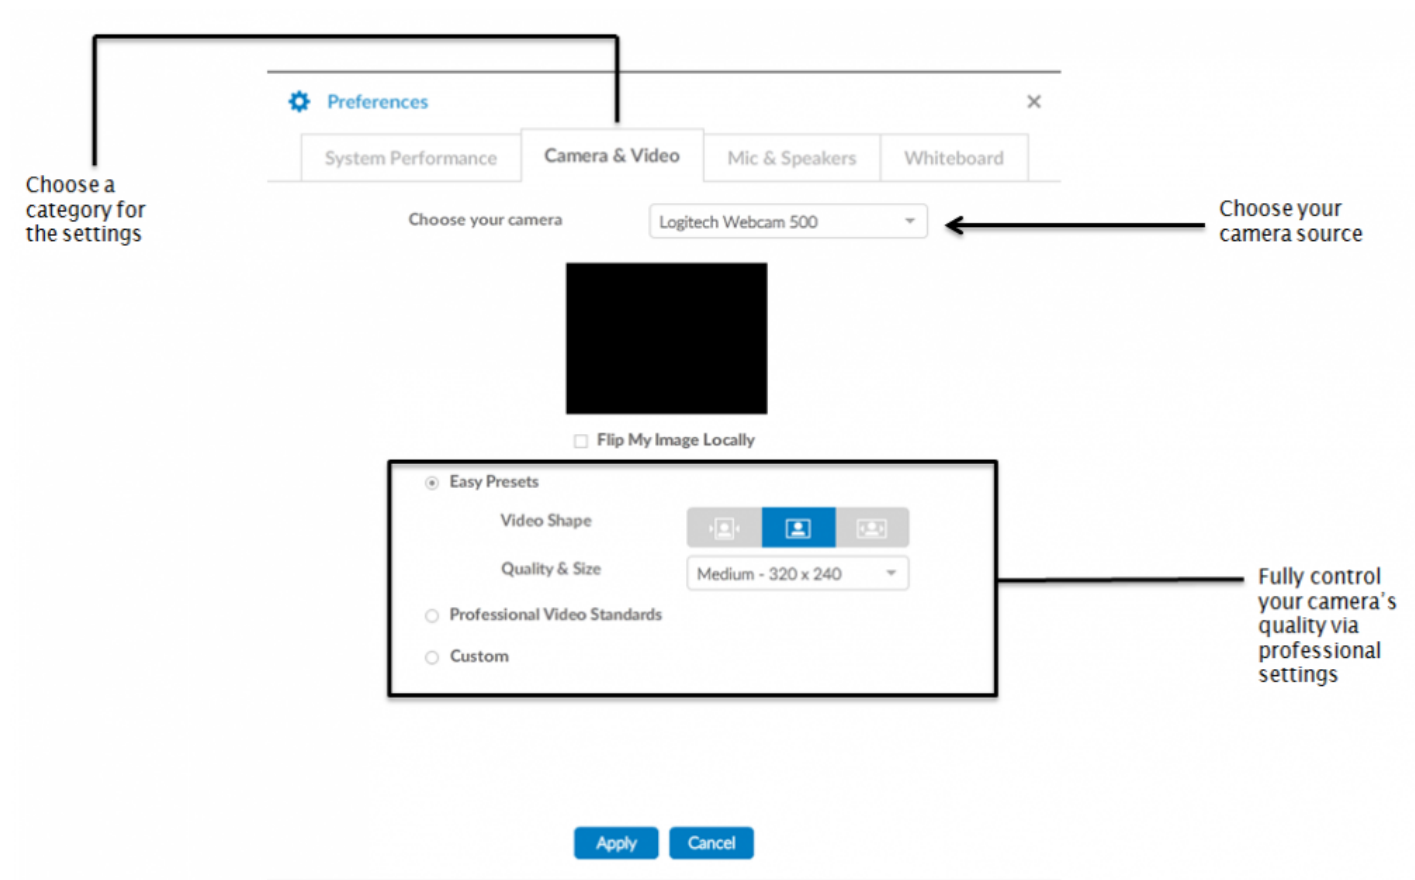 Preferences
System Performance Camera & Video Mic & Speakers Whiteboard
Choose a
category for
the settings
Choose your camera Logitech Webcam 500
Choose your
camera source
Flip My Image Locally
Easy Presets
Video Shape
Quality & Size Medium - 320 x 240
Professional Video Standards
Custom
Fully control
your camera's
quality via
professional
settings
Apply Cancel